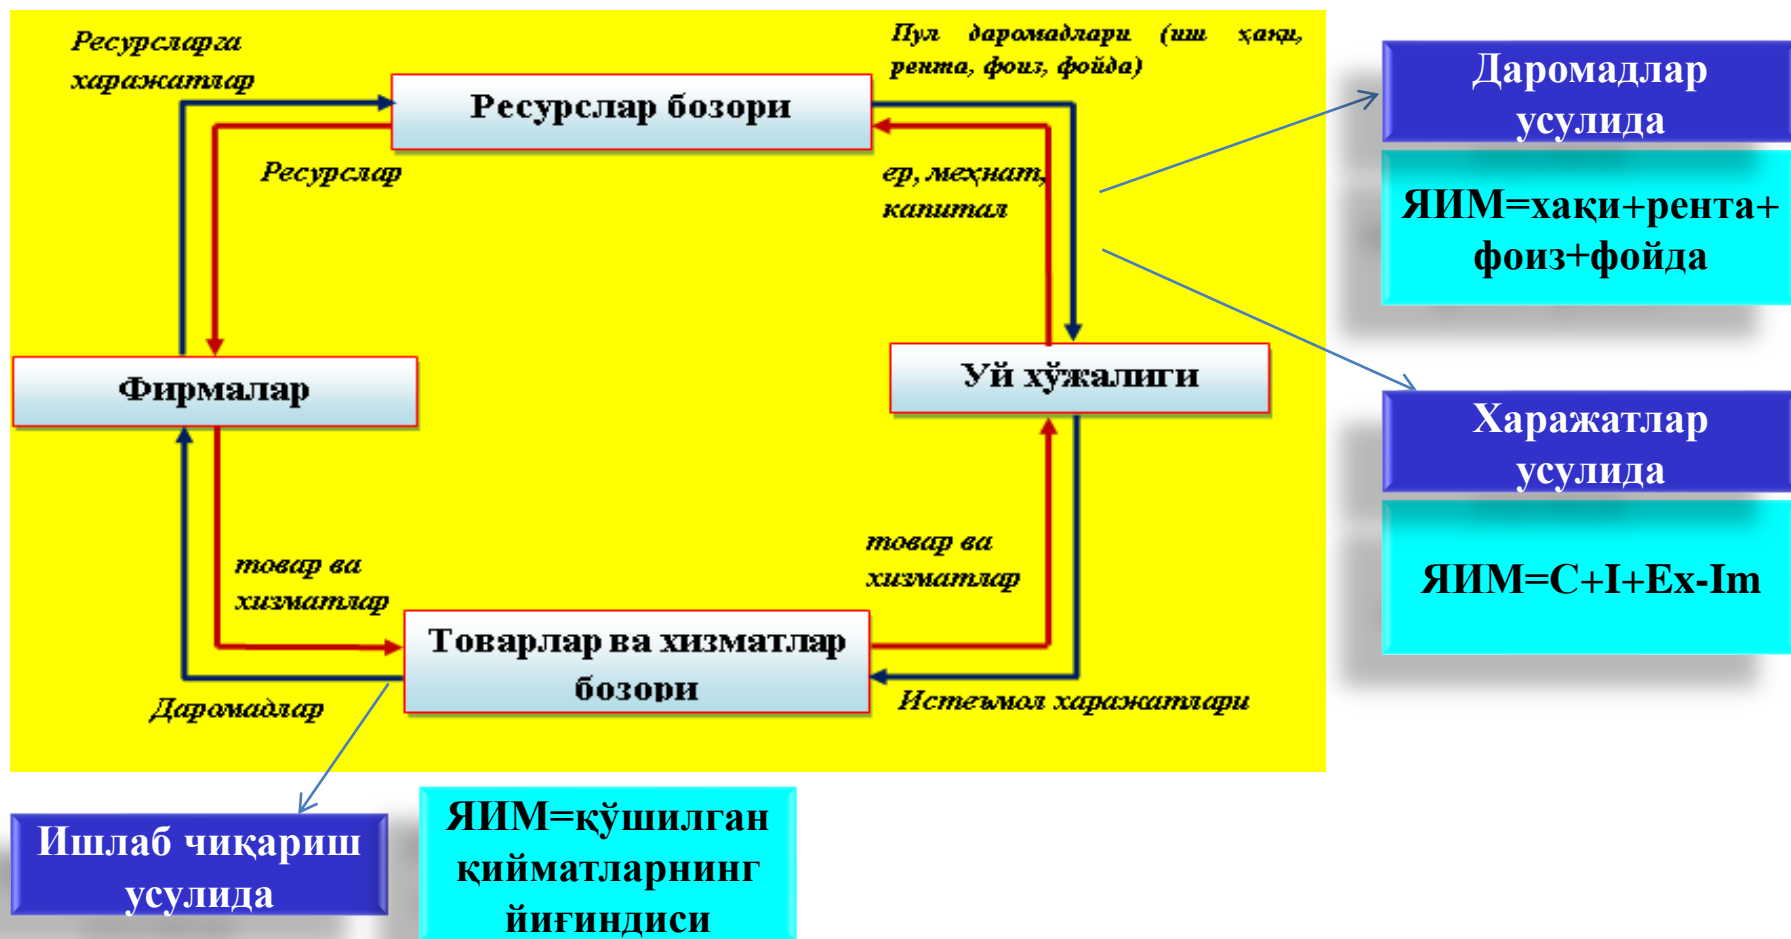 Ресурсларга
харажатлар
Пул даромадлари (иш ҳақи,
рента, фоиз, фойда)
Ресурслар бозори
Ресурслар
ер, меҳнат,
капитал
Фирмалар
Уй хўжалиги
товар ва
хизматлар
товар ва
хизматлар
Товарлар ва хизматлар
бозори
Даромадлар
Истеъмол харажатлари
Даромадлар
усулида
ЯИМ=хақи+рента+
фоиз+фойда
Харажатлар
усулида
ЯИМ=C+I+Ex-Im
Ишлаб чиқариш
усулида
ЯИМ=қўшилган
қийматларнинг
йиғиндиси